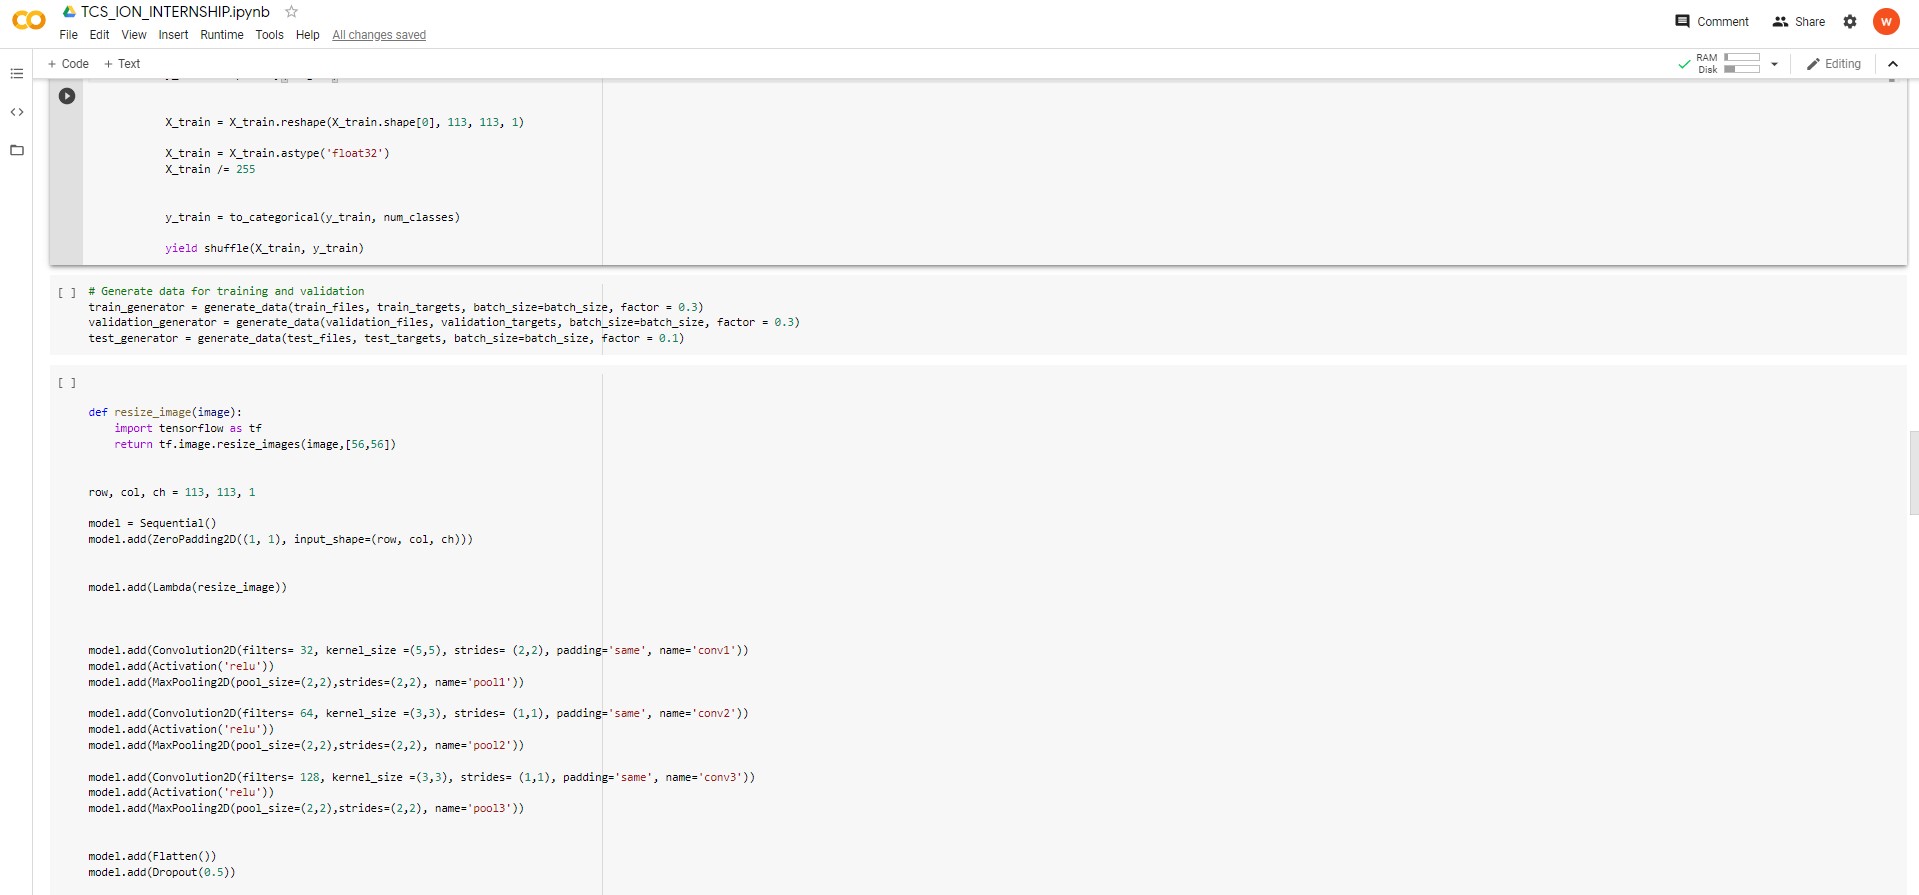 TCS_ION_INTERNSHIP.ipynb
File Edit View Insert Runtime Tools Help All changes saved
Comment Share W
+ Code + Text
RAM
Disk
Editing
X_train = X_train.reshape(X_train.shape[0], 113, 113, 1)
X_train = X_train.astype('float32')
X_train /= 255
y_train = to_categorical(y_train, num_classes)
yield shuffle(X_train, y_train)
[ ] # Generate data for training and validation
train_generator = generate_data(train_files, train_targets, batch_size=batch_size, factor = 0.3)
validation_generator = generate_data(validation_files, validation_targets, batch_size=batch_size, factor = 0.3)
test_generator = generate_data(test_files, test_targets, batch_size=batch_size, factor = 0.1)
[ ]
def resize_image(image):
import tensorflow as tf
return tf.image.resize_images(image,[56,56])
row, col, ch = 113, 113, 1
model = Sequential()
model.add(ZeroPadding2D((1, 1), input_shape=(row, col, ch)))
model.add(Lambda(resize_image))
model.add(Convolution2D(filters= 32, kernel_size =(5,5), strides= (2,2), padding='same', name='conv1'))
model.add(Activation('relu'))
model.add(MaxPooling2D(pool_size=(2,2),strides=(2,2), name='pool1'))
model.add(Convolution2D(filters= 64, kernel_size =(3,3), strides= (1,1), padding='same', name='conv2'))
model.add(Activation('relu'))
model.add(MaxPooling2D(pool_size=(2,2),strides=(2,2), name='pool2'))
model.add(Convolution2D(filters= 128, kernel_size =(3,3), strides= (1,1), padding='same', name='conv3'))
model.add(Activation('relu'))
model.add(MaxPooling2D(pool_size=(2,2),strides=(2,2), name='pool3'))
model.add(Flatten())
model.add(Dropout(0.5))